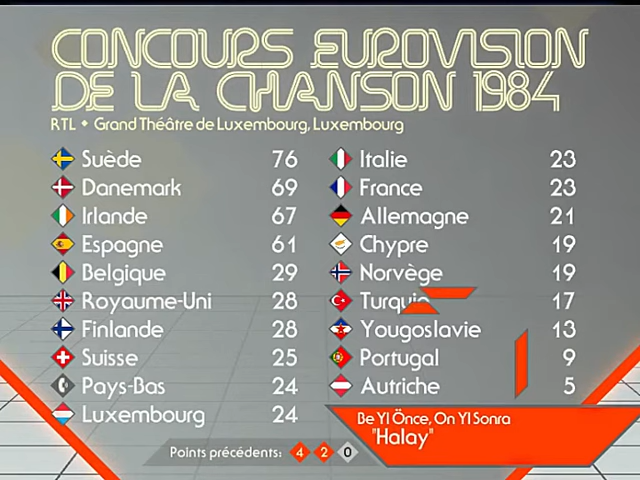 CONCOURS EUROVISION
DE LA CHANSON 1984
RTL • Grand Théâtre de Luxembourg, Luxembourg
Suède 76
Danemark 69
Irlande 67
Espagne 61
Belgique 29
Royaume-Uni 28
Finlande 28
Suisse 25
Pays-Bas 24
Luxembourg 24
Italie 23
France 23
Allemagne 21
Chypre 19
Norvège 19
Turquie 17
Yougoslavie 13
Portugal 9
Autriche 5
Be Yl Önce, On Yl Sonra
"Halay"
Points précédents: 4 2 0